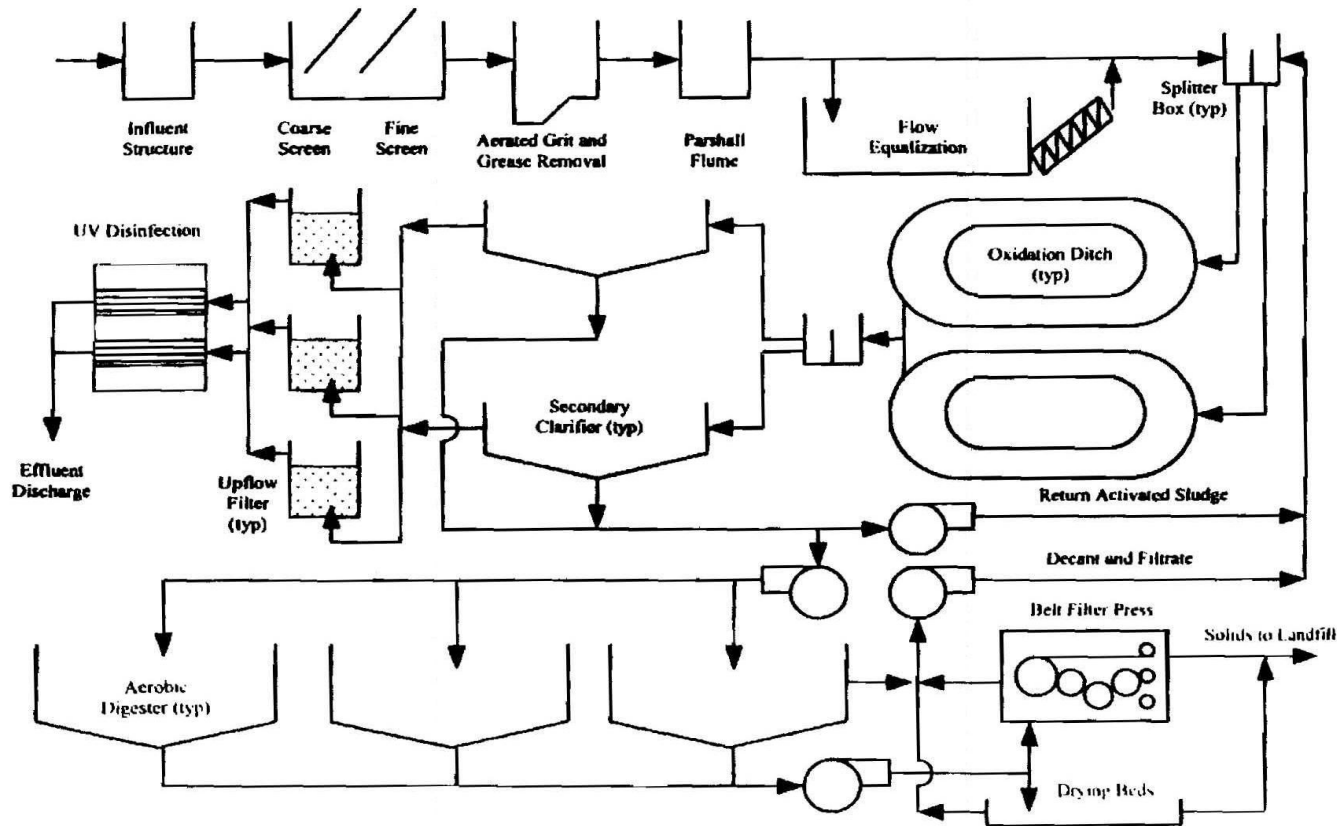 Influent
Structure
Coarse
Screen
Fine
Screen
Aerated Grit and
Grease Removal
Parshall
Flume
Flow
Equalization
Splitter
Box (typ)
UV Disinfection
Oxidation Ditch
(typ)
Secondary
Clarifier (typ)
Effluent
Discharge
Upflow
Filter
(typ)
Return Activated Sludge
Decant and Filtrate
Belt Filter Press
Solids to Landfill
Aerobic
Digester (typ)
Drying Beds